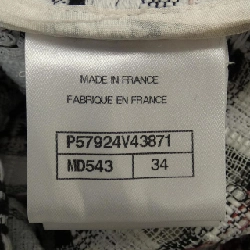 MADE IN FRANCE
FABRIQUE EN FRANCE
P57924V43871
MD543 34